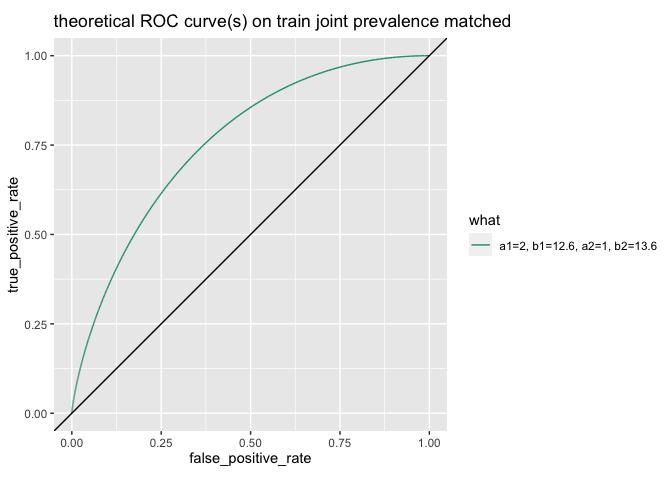 theoretical ROC curve(s) on train joint prevalence matched
1.00
0.75
0.50
0.25
0.00
true_positive_rate
0.00 0.25 0.50 0.75 1.00
false_positive_rate
what
a1=2, b1=12.6, a2=1, b2=13.6